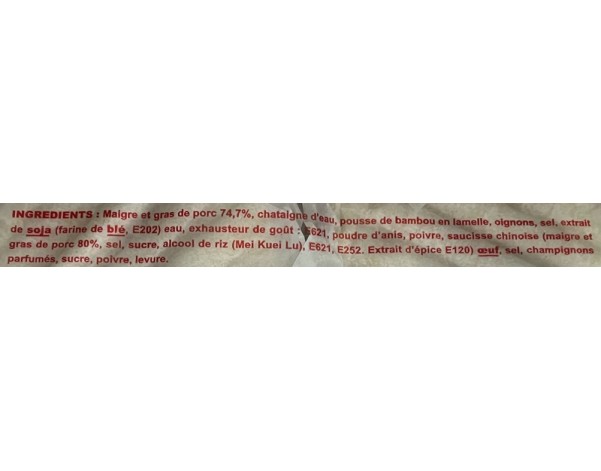 INGREDIENTS : Maigre et gras de porc 74,7%, chataigne d'eau, pousse de bambou en lamelle, oignons, sel, extrait
de soja (farine de blé, E202) eau, exhausteur de goût : E621, poudre d'anis, poivre, saucisse chinoise (maigre et
gras de porc 80%, sel, sucre, alcool de riz (Mei Kuei Lu), E621, E252, Extrait d'épice E120) œuf, sel, champignons
parfumés, sucre, poivre, levure.